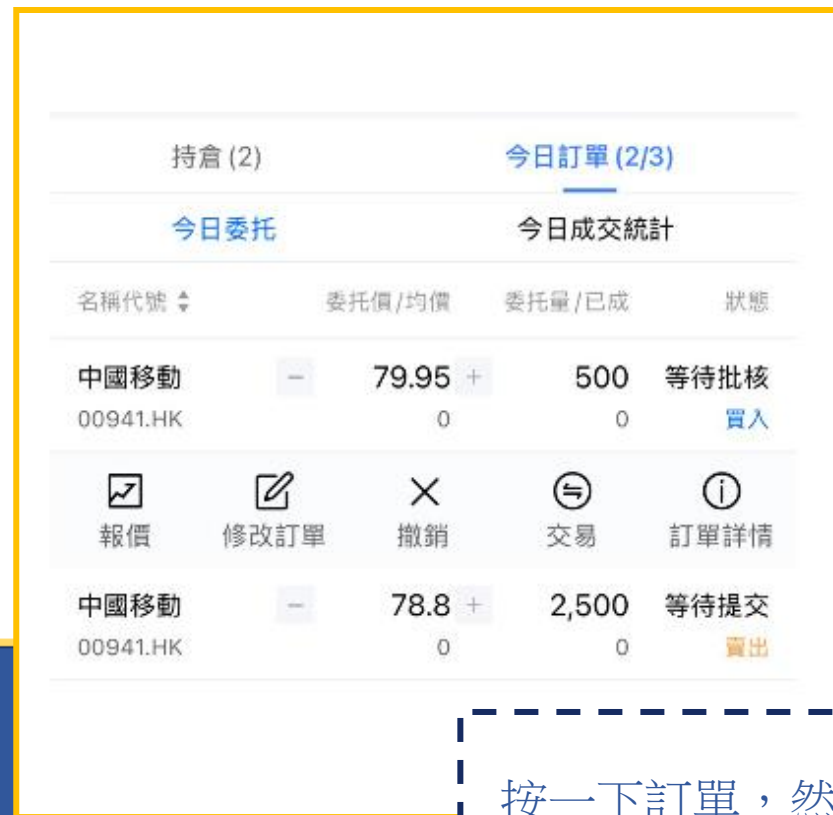 持倉 (2) 今日訂單 (2/3)
今日委托 今日成交統計
名稱代號 委托價/均價 委托量/已成 狀態
中國移動 − 79.95 + 500 等待批核
00941.HK 0 0 買入
報價 修改訂單 撤銷 交易 訂單詳情
中國移動 − 78.8 + 2,500 等待提交
00941.HK 0 0 賣出
按一下訂單，然